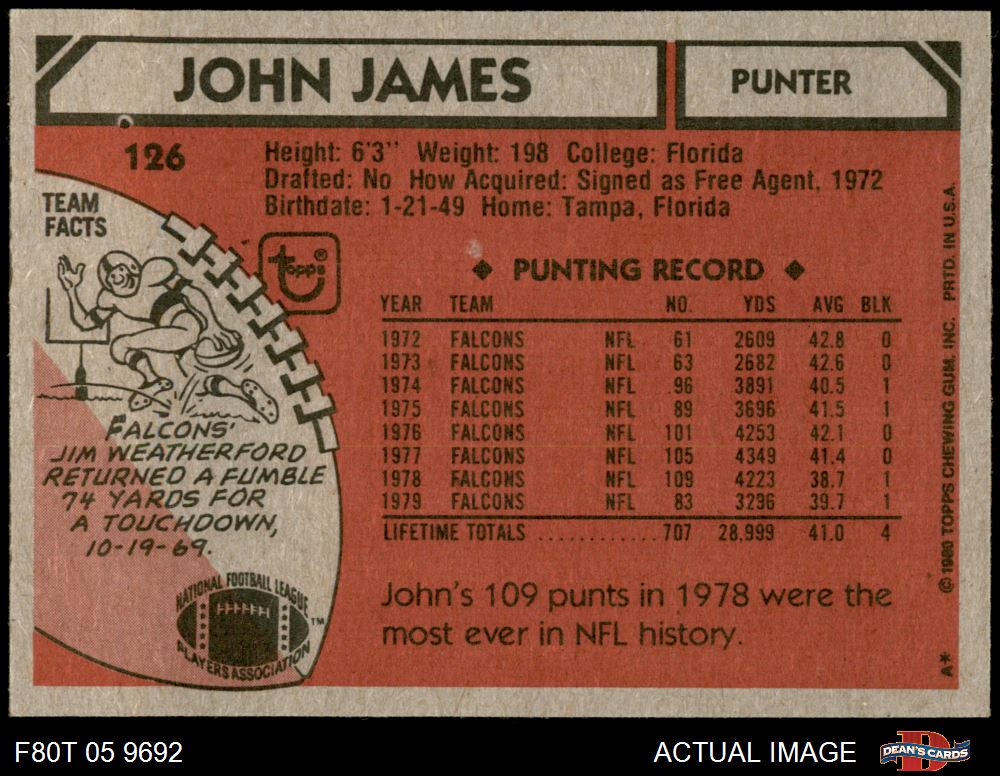 JOHN JAMES
PUNTER
126
Height: 6'3" Weight: 198 College: Florida
Drafted: No How Acquired: Signed as Free Agent, 1972
Birthdate: 1-21-49 Home: Tampa, Florida
TEAM
FACTS
topps®
FALCONS'
JIM WEATHERFORD
RETURNED A FUMBLE
74 YARDS FOR
A TOUCHDOWN,
10-19-69.
NATIONAL FOOTBALL LEAGUE
PLAYERS ASSOCIATION
™
◆ PUNTING RECORD ◆
YEAR TEAM NO. YDS AVG BLK
1972 FALCONS NFL 61 2609 42.8 0
1973 FALCONS NFL 63 2682 42.6 0
1974 FALCONS NFL 96 3891 40.5 1
1975 FALCONS NFL 89 3696 41.5 1
1976 FALCONS NFL 101 4253 42.1 0
1977 FALCONS NFL 105 4349 41.4 0
1978 FALCONS NFL 109 4223 38.7 1
1979 FALCONS NFL 83 3296 39.7 1
LIFETIME TOTALS ............ 707 28,999 41.0 4
John's 109 punts in 1978 were the
most ever in NFL history.
A* © 1980 TOPPS CHEWING GUM, INC. PRTD. IN U.S.A.
F80T 05 9692
ACTUAL IMAGE
DEAN'S CARDS